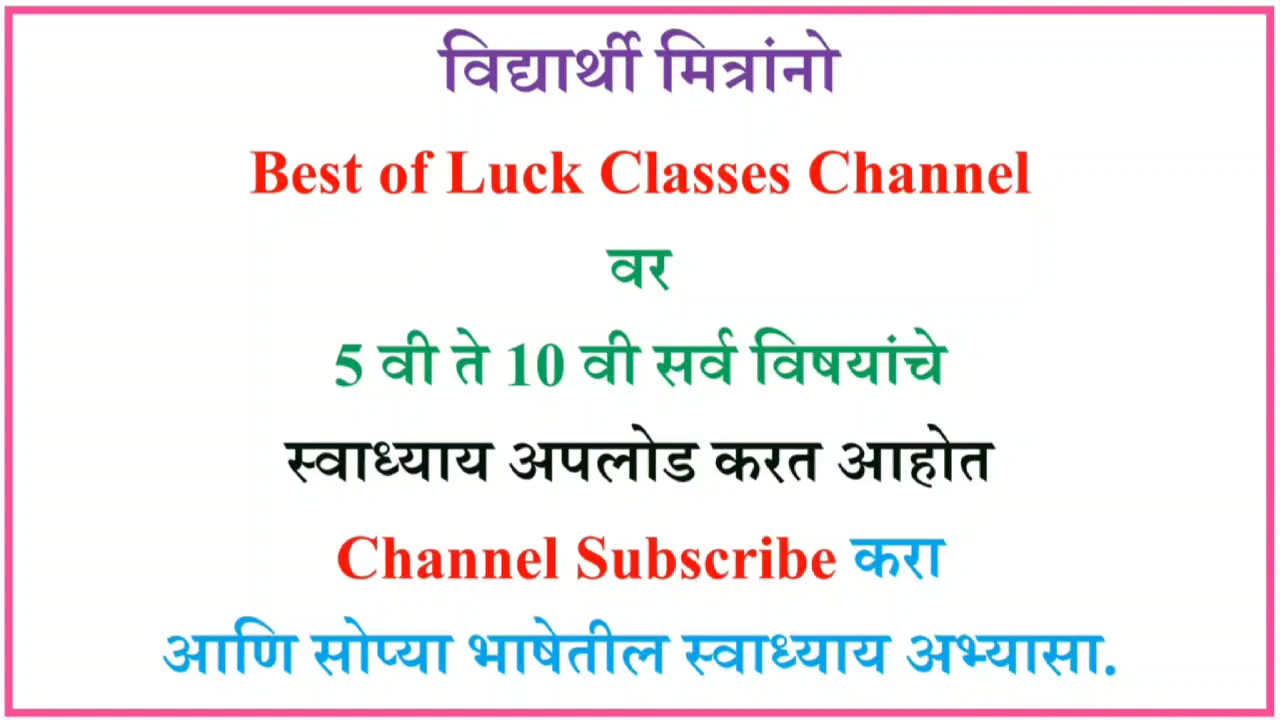 विद्यार्थी मित्रांनो
Best of Luck Classes Channel
वर
5 वी ते 10 वी सर्व विषयांचे
स्वाध्याय अपलोड करत आहोत
Channel Subscribe करा
आणि सोप्या भाषेतील स्वाध्याय अभ्यासा.